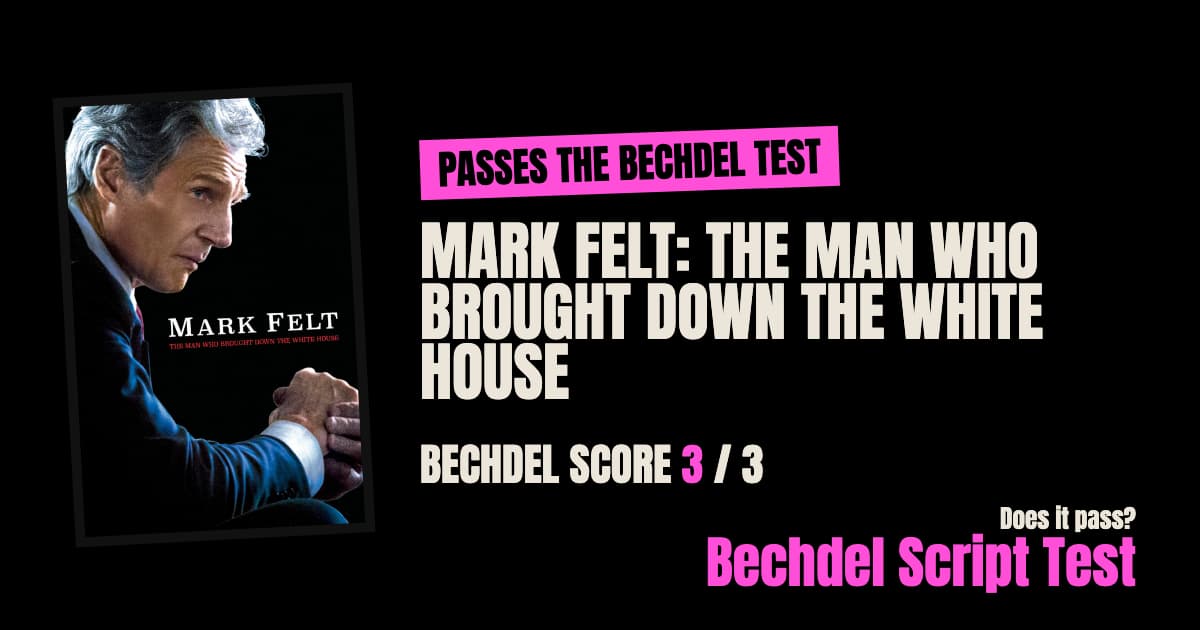 MARK FELT
THE MAN WHO BROUGHT DOWN THE WHITE HOUSE
PASSES THE BECHDEL TEST
MARK FELT: THE MAN WHO
BROUGHT DOWN THE WHITE
HOUSE
BECHDEL SCORE 3 / 3
Does it pass?
Bechdel Script Test